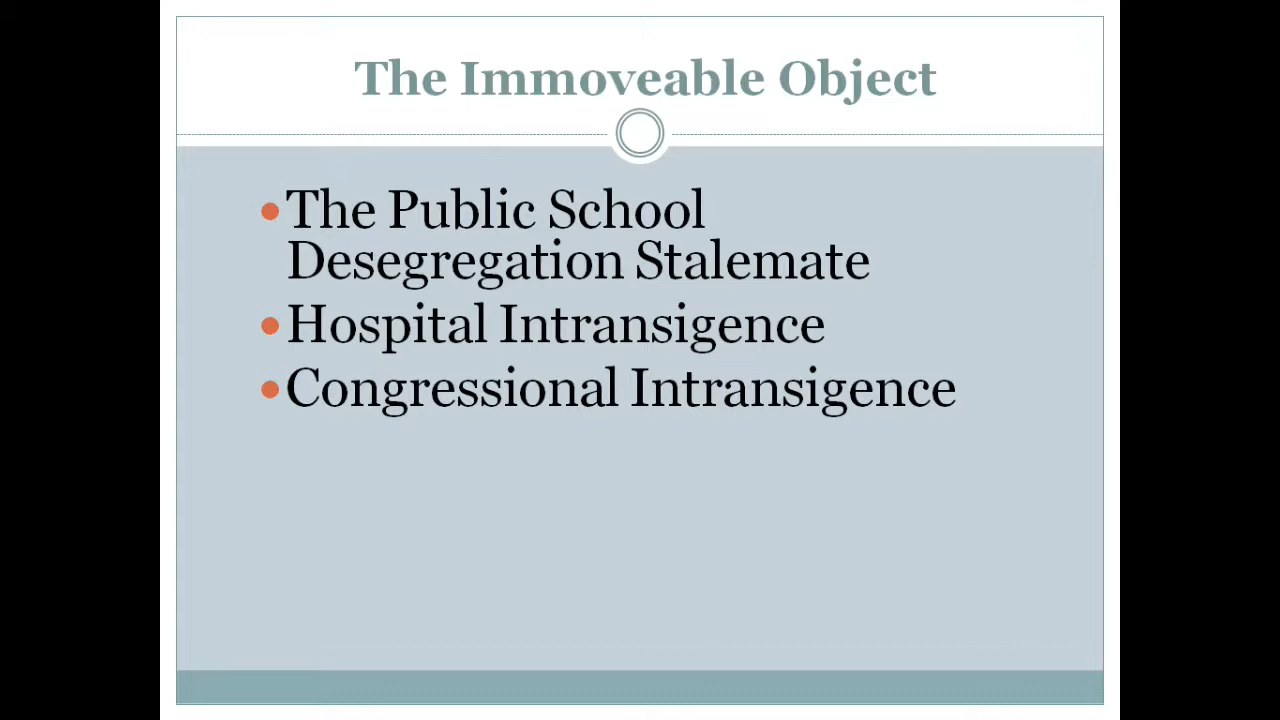 The Immoveable Object
•The Public School
Desegregation Stalemate
•Hospital Intransigence
•Congressional Intransigence